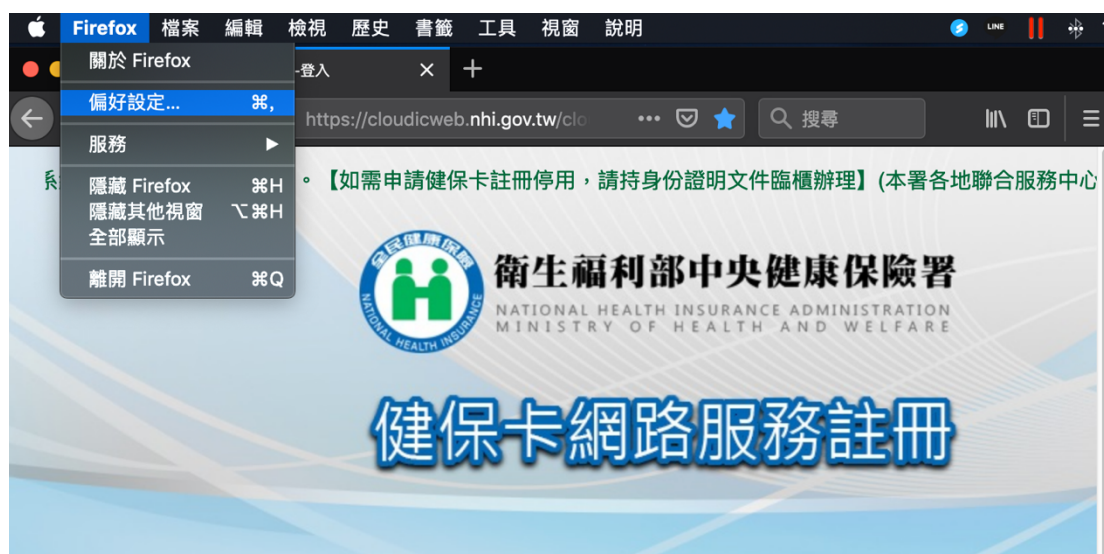 Firefox 檔案 編輯 檢視 歷史 書籤 工具 視窗 說明 LINE
關於 Firefox
-登入
偏好設定... ⌘,
https://cloudicweb.nhi.gov.tw/clo ... 搜尋
服務
系 。【如需申請健保卡註冊停用，請持身份證明文件臨櫃辦理】(本署各地聯合服務中心
隱藏 Firefox ⌘H
隱藏其他視窗 ⌥⌘H
全部顯示
離開 Firefox ⌘Q
全民健康保險
NATIONAL HEALTH INSURANCE
衛生福利部中央健康保險署
NATIONAL HEALTH INSURANCE ADMINISTRATION
MINISTRY OF HEALTH AND WELFARE
健保卡網路服務註冊